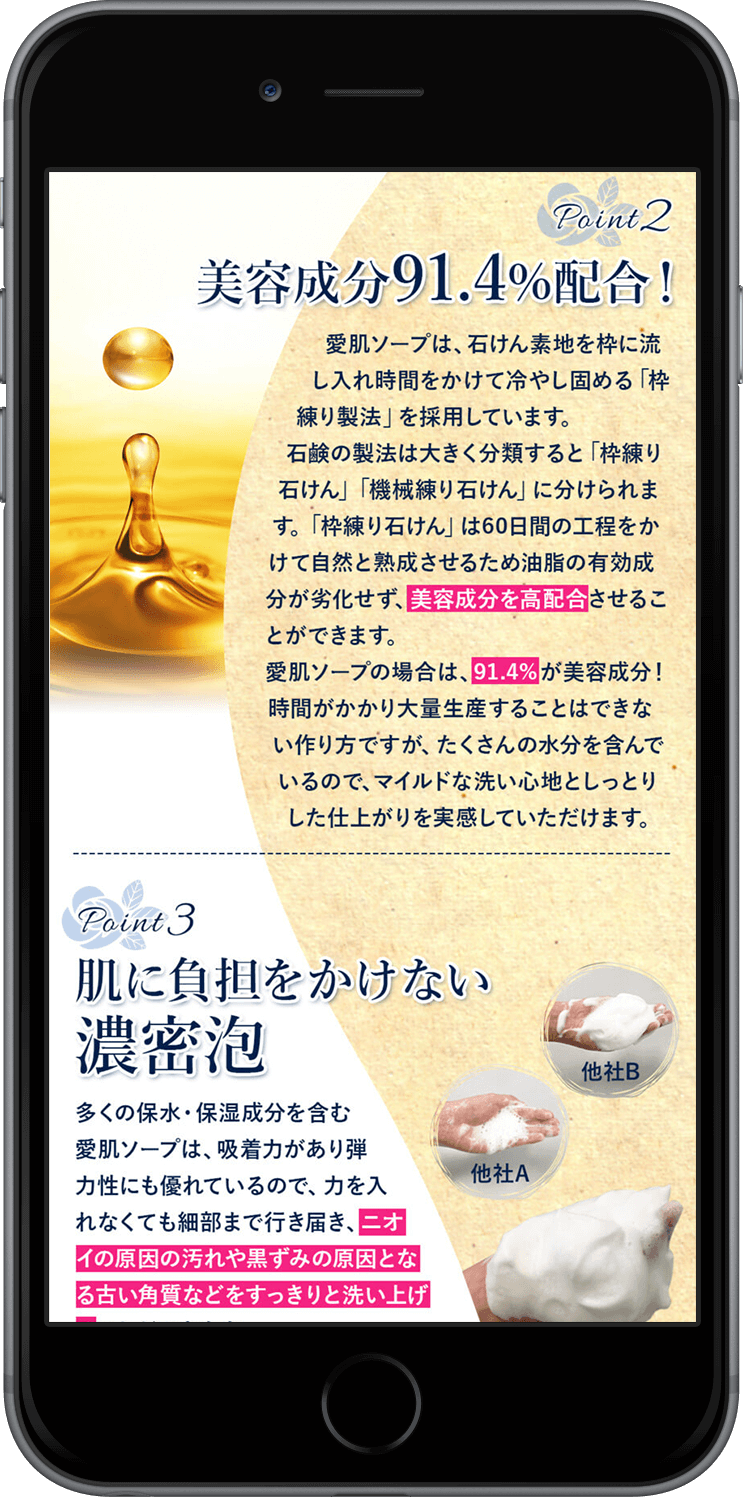 Point 2
美容成分91.4%配合！
愛肌ソープは、石けん素地を枠に流
し入れ時間をかけて冷やし固める「枠
練り製法」を採用しています。
石鹸の製法は大きく分類すると「枠練り
石けん」「機械練り石けん」に分けられま
す。「枠練り石けん」は60日間の工程をか
けて自然と熟成させるため油脂の有効成
分が劣化せず、美容成分を高配合させるこ
とができます。
愛肌ソープの場合は、91.4%が美容成分！
時間がかかり大量生産することはできな
い作り方ですが、たくさんの水分を含んで
いるので、マイルドな洗い心地としっとり
した仕上がりを実感していただけます。
Point 3
肌に負担をかけない
濃密泡
多くの保水・保湿成分を含む
愛肌ソープは、吸着力があり弾
力性にも優れているので、力を入
れなくても細部まで行き届き、ニオ
イの原因の汚れや黒ずみの原因とな
る古い角質などをすっきりと洗い上げ
他社B
他社A